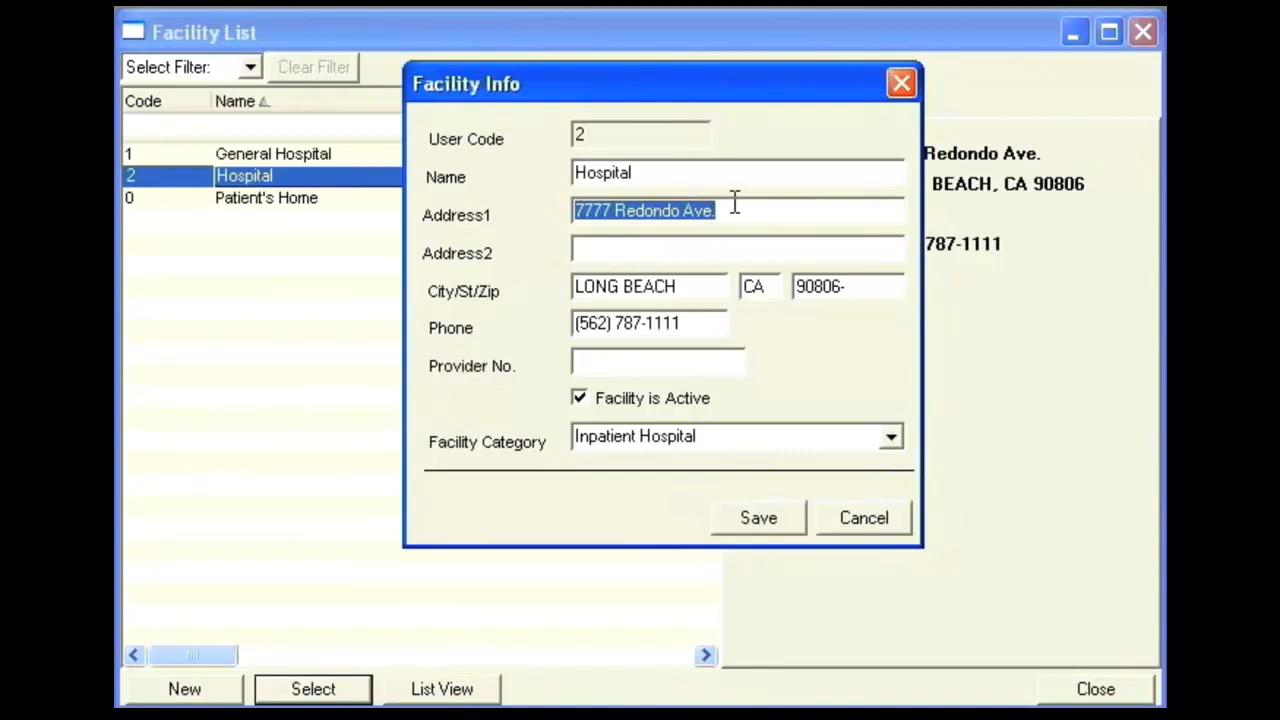 Facility List
Select Filter:
Clear Filter
Code Name
1 General Hospital
2 Hospital
0 Patient's Home
Facility Info
User Code 2
Name Hospital
Address1 7777 Redondo Ave.
Address2
City/St/Zip LONG BEACH CA 90806-
Phone (562) 787-1111
Provider No.
Facility is Active
Facility Category Inpatient Hospital
Save Cancel
Redondo Ave.
BEACH, CA 90806
787-1111
New Select List View Close